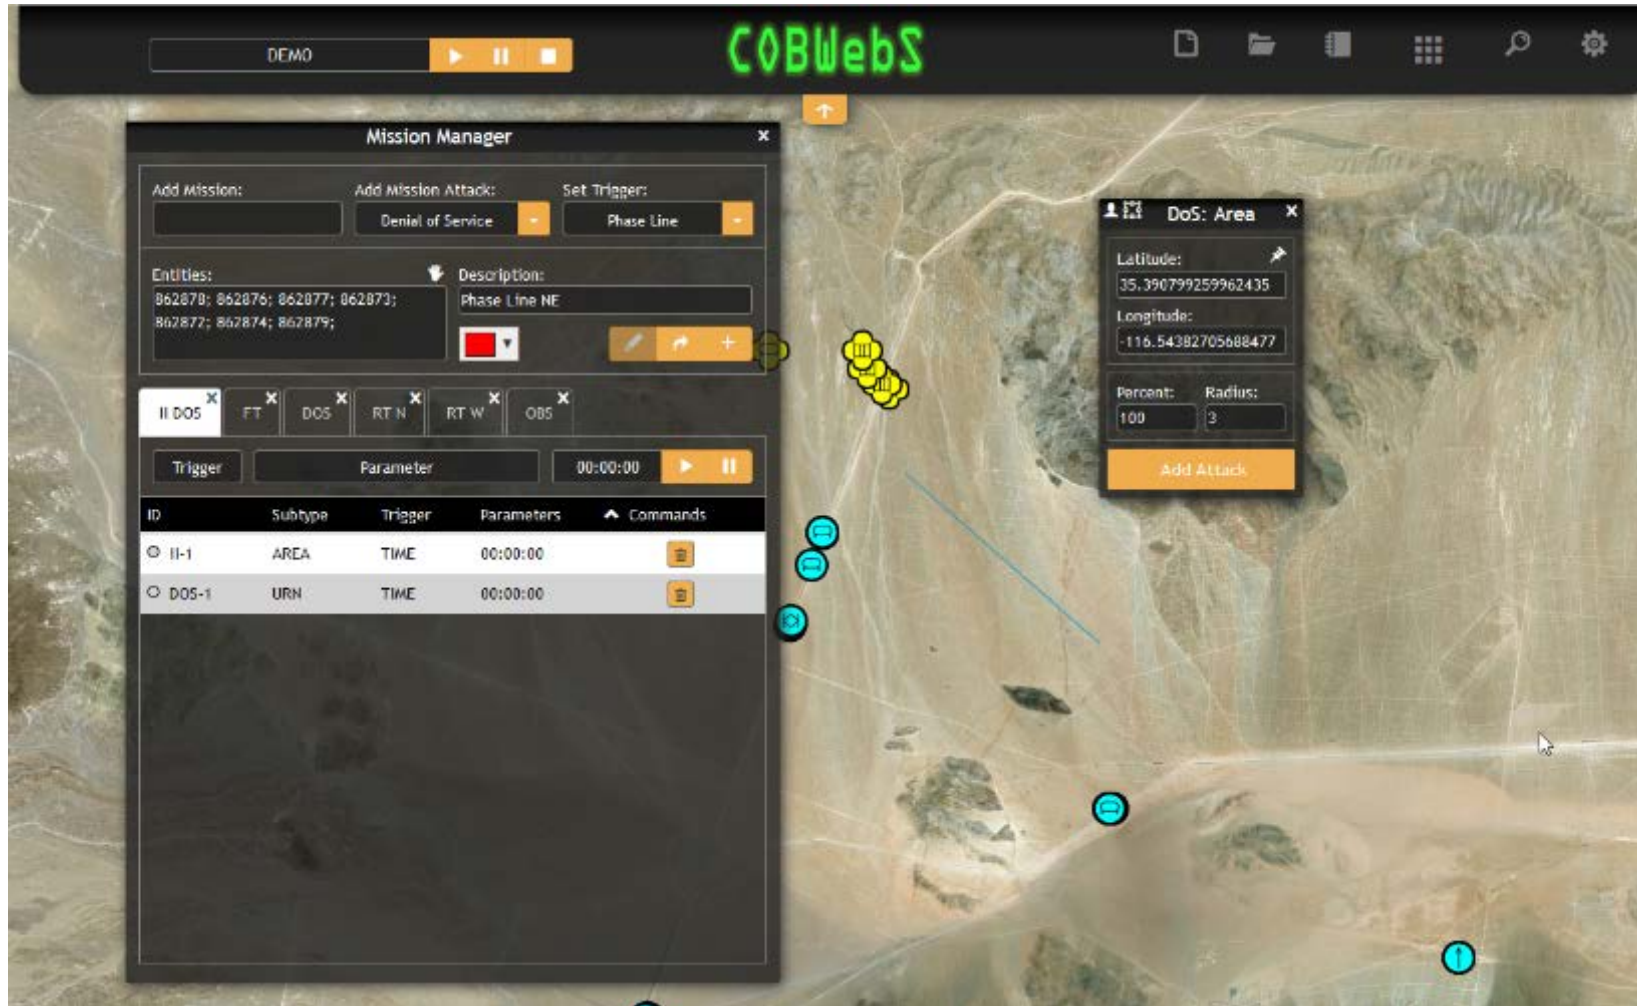 DEMO
COBWebS
Mission Manager
Add Mission:
Add Mission Attack:
Set Trigger:
Denial of Service
Phase Line
Entities:
Description:
862878; 862876; 862877; 862873;
862872; 862874; 862879;
Phase Line NE
II DOS
FT
DOS
RT N
RT W
OBS
Trigger
Parameter
00:00:00
ID
Subtype
Trigger
Parameters
Commands
II-1
AREA
TIME
00:00:00
DOS-1
URN
TIME
00:00:00
DoS: Area
Latitude:
35.390799259962435
Longitude:
-116.54382705688477
Percent:
Radius:
100
3
Add Attack